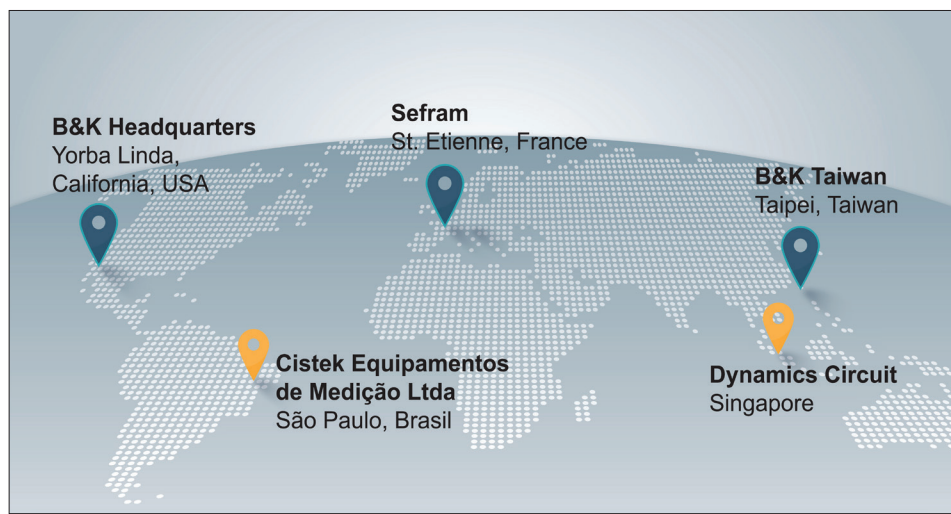 B&K Headquarters
Yorba Linda,
California, USA
Sefram
St. Etienne, France
B&K Taiwan
Taipei, Taiwan
Cistek Equipamentos
de Medição Ltda
São Paulo, Brasil
Dynamics Circuit
Singapore